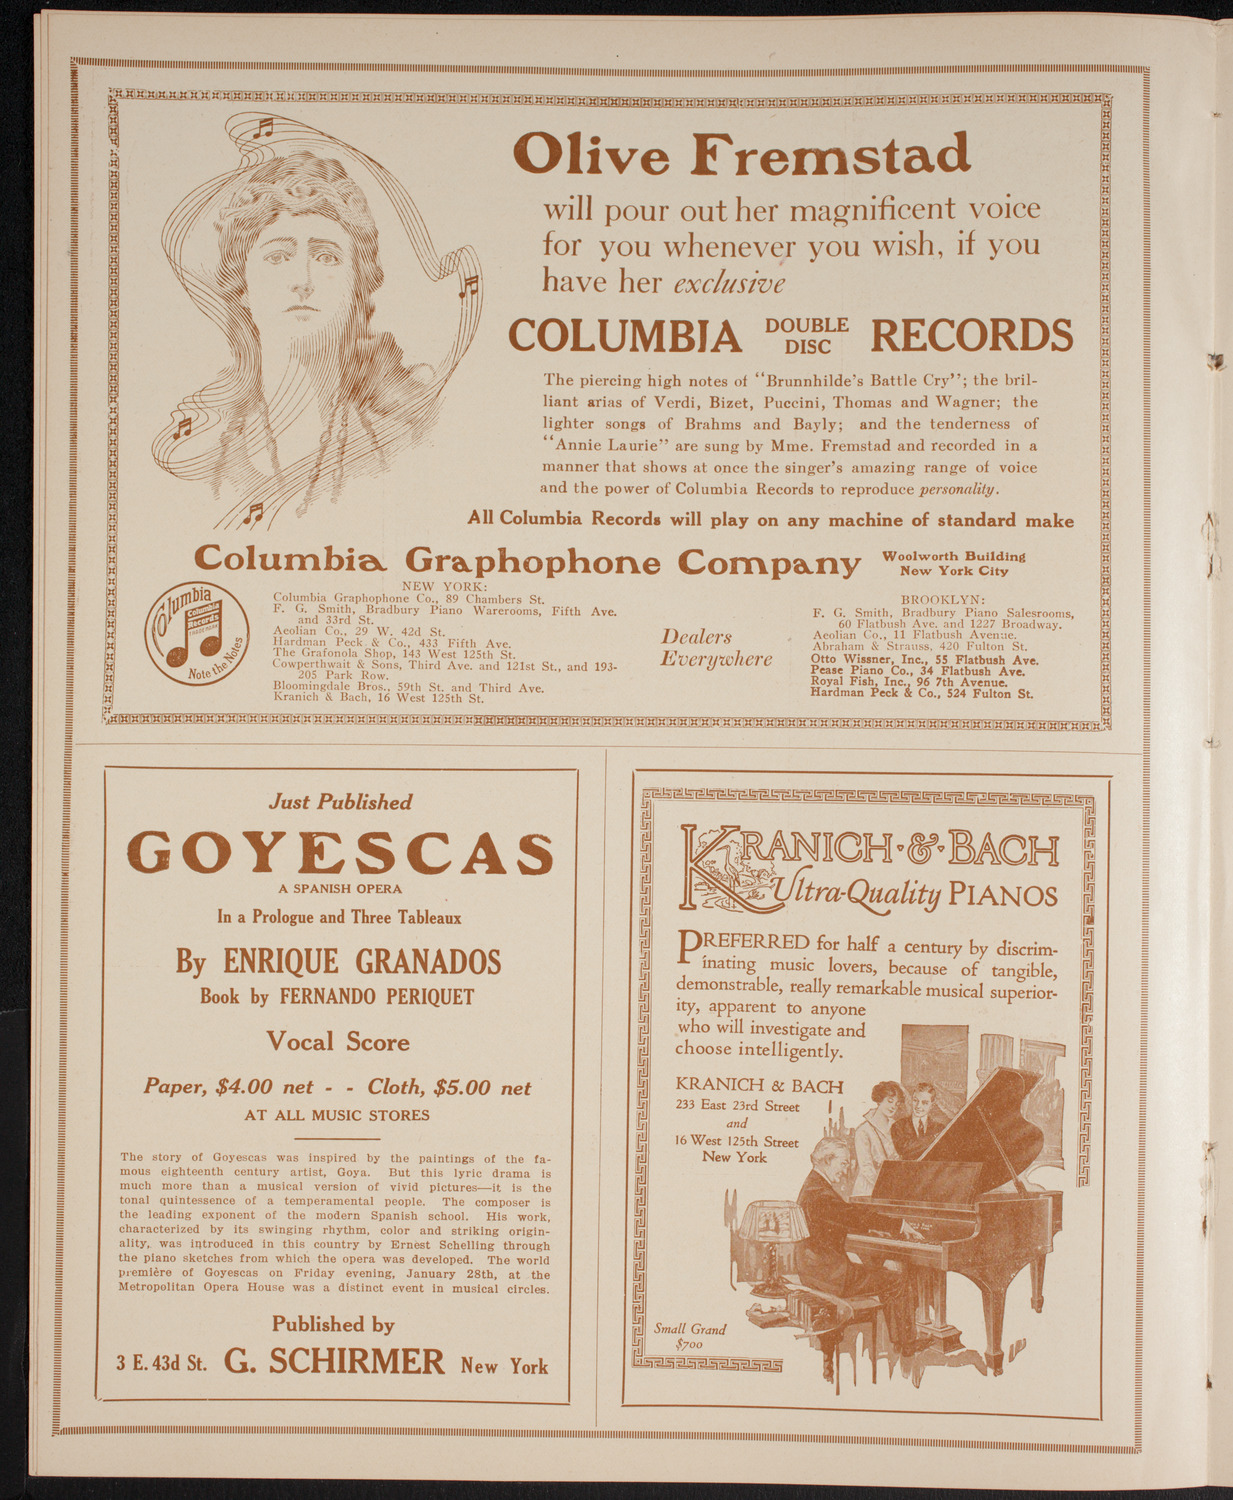 Olive Fremstad
will pour out her magnificent voice
for you whenever you wish, if you
have her exclusive
COLUMBIA DOUBLE DISC RECORDS
The piercing high notes of "Brunnhilde's Battle Cry"; the bril-
liant arias of Verdi, Bizet, Puccini, Thomas and Wagner; the
lighter songs of Brahms and Bayly; and the tenderness of
"Annie Laurie" are sung by Mme. Fremstad and recorded in a
manner that shows at once the singer's amazing range of voice
and the power of Columbia Records to reproduce personality.
All Columbia Records will play on any machine of standard make
Columbia Graphophone Company
Woolworth Building
New York City
Columbia
Columbia
Records
TRADE MARK
Note the Notes
NEW YORK:
Columbia Graphophone Co., 89 Chambers St.
F. G. Smith, Bradbury Piano Warerooms, Fifth Ave.
and 33rd St.
Aeolian Co., 29 W. 42d St.
Hardman Peck & Co., 433 Fifth Ave.
The Grafonola Shop, 143 West 125th St.
Cowperthwait & Sons, Third Ave. and 121st St., and 193-
205 Park Row.
Bloomingdale Bros., 59th St. and Third Ave.
Kranich & Bach, 16 West 125th St.
Dealers
Everywhere
BROOKLYN:
F. G. Smith, Bradbury Piano Salesrooms,
60 Flatbush Ave. and 1227 Broadway.
Aeolian Co., 11 Flatbush Avenue.
Abraham & Strauss, 420 Fulton St.
Otto Wissner, Inc., 55 Flatbush Ave.
Pease Piano Co., 34 Flatbush Ave.
Royal Fish, Inc., 96 7th Avenue.
Hardman Peck & Co., 524 Fulton St.
Just Published
GOYESCAS
A SPANISH OPERA
In a Prologue and Three Tableaux
By ENRIQUE GRANADOS
Book by FERNANDO PERIQUET
Vocal Score
Paper, $4.00 net - - Cloth, $5.00 net
AT ALL MUSIC STORES
The story of Goyescas was inspired by the paintings of the fa-
mous eighteenth century artist, Goya. But this lyric drama is
much more than a musical version of vivid pictures—it is the
tonal quintessence of a temperamental people. The composer is
the leading exponent of the modern Spanish school. His work,
characterized by its swinging rhythm, color and striking origin-
ality, was introduced in this country by Ernest Schelling through
the piano sketches from which the opera was developed. The world
première of Goyescas on Friday evening, January 28th, at the
Metropolitan Opera House was a distinct event in musical circles.
Published by
3 E. 43d St. G. SCHIRMER New York
KRANICH·&·BACH
Ultra-Quality PIANOS
PREFERRED for half a century by discrim-
inating music lovers, because of tangible,
demonstrable, really remarkable musical superior-
ity, apparent to anyone
who will investigate and
choose intelligently.
KRANICH & BACH
233 East 23rd Street
and
16 West 125th Street
New York
Small Grand
$700